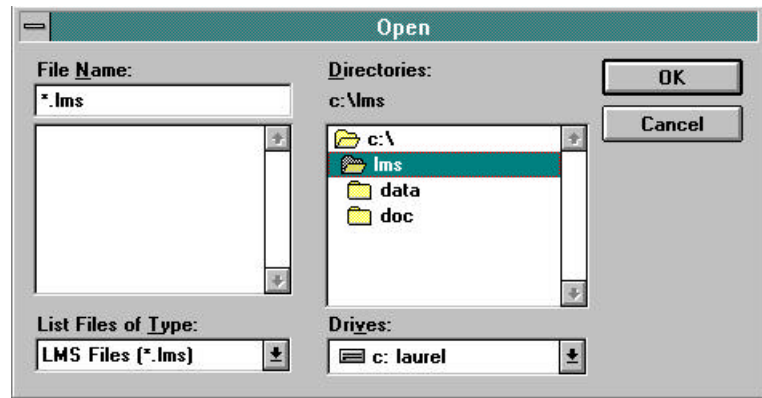 Open
File Name:
*.lms
Directories:
c:\lms
c:\
lms
data
doc
OK
Cancel
List Files of Type:
LMS Files (*.lms)
Drives:
c: laurel